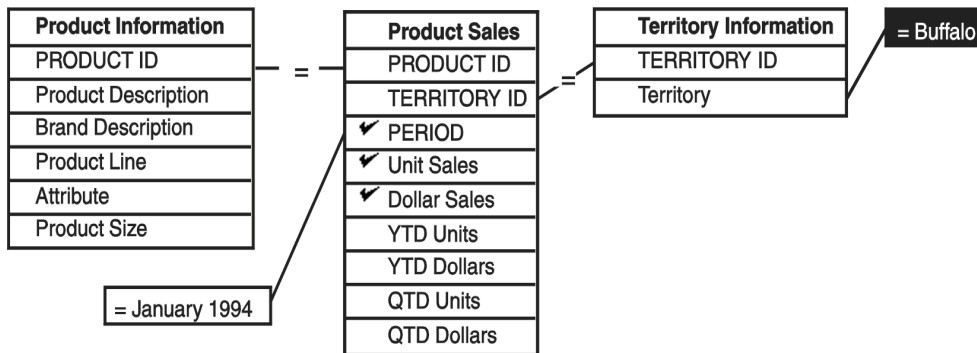 Product Information
PRODUCT ID
Product Description
Brand Description
Product Line
Attribute
Product Size
=
Product Sales
PRODUCT ID
TERRITORY ID
✔ PERIOD
✔ Unit Sales
✔ Dollar Sales
YTD Units
YTD Dollars
QTD Units
QTD Dollars
=
Territory Information
TERRITORY ID
Territory
= Buffalo
= January 1994